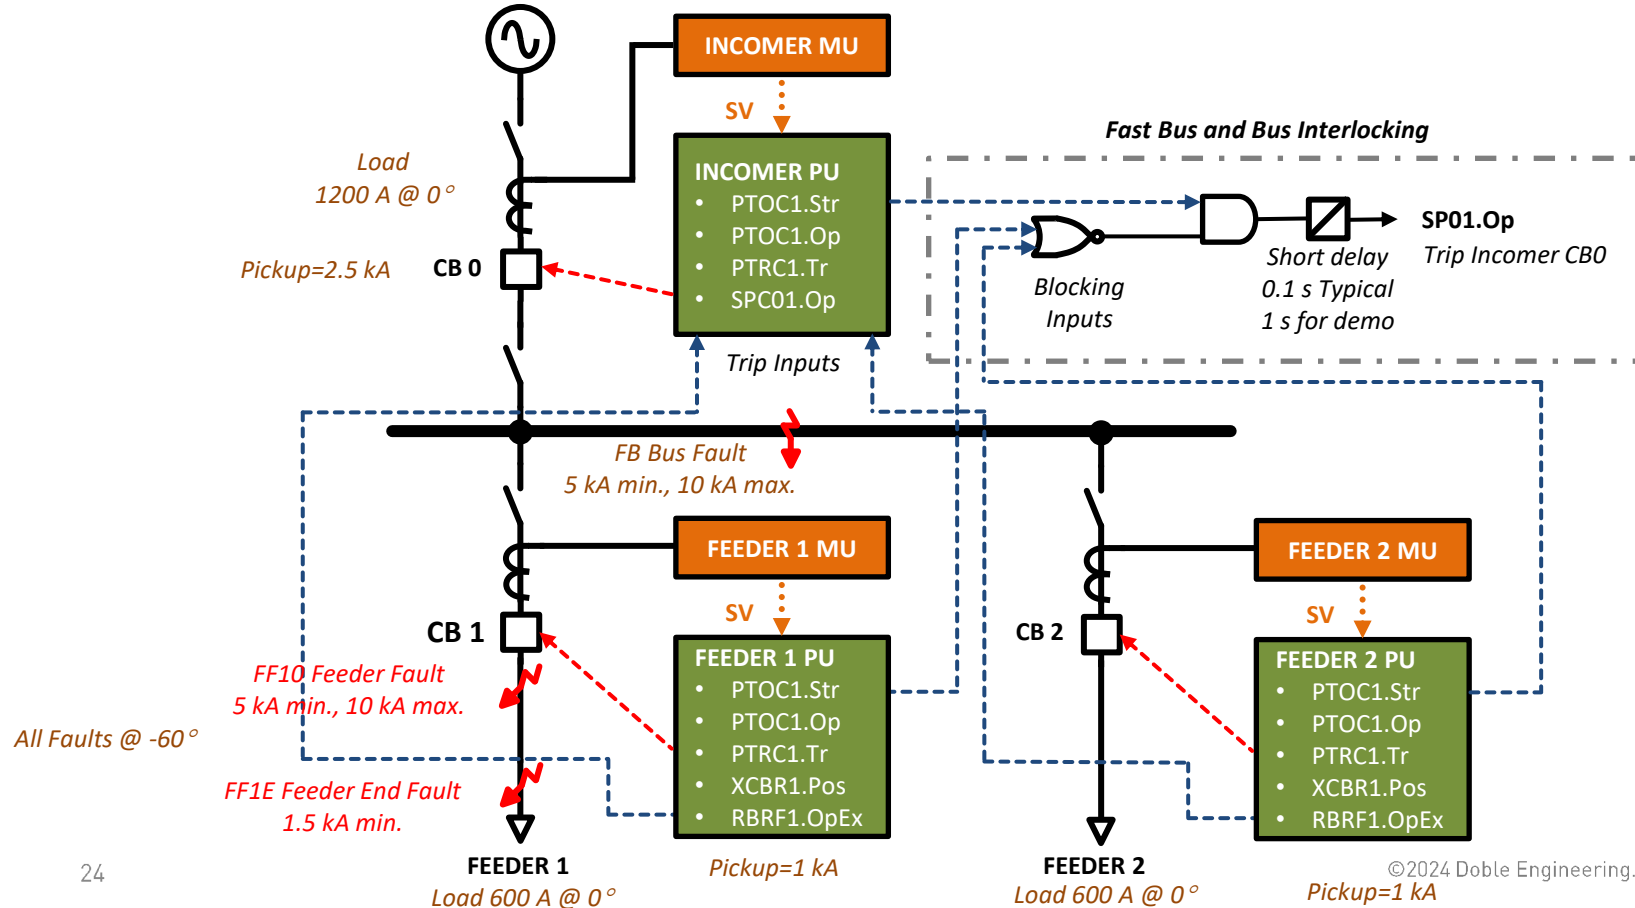 INCOMER MU
SV
Fast Bus and Bus Interlocking
Load
1200 A @ 0°
INCOMER PU
• PTOC1.Str
• PTOC1.Op
• PTRC1.Tr
• SPC01.Op
SP01.Op
Trip Incomer CB0
Pickup=2.5 kA
CB 0
Short delay
0.1 s Typical
1 s for demo
Blocking
Inputs
Trip Inputs
FB Bus Fault
5 kA min., 10 kA max.
FEEDER 1 MU
FEEDER 2 MU
SV
SV
CB 1
CB 2
FF10 Feeder Fault
5 kA min., 10 kA max.
FEEDER 1 PU
• PTOC1.Str
• PTOC1.Op
• PTRC1.Tr
• XCBR1.Pos
• RBRF1.OpEx
FEEDER 2 PU
• PTOC1.Str
• PTOC1.Op
• PTRC1.Tr
• XCBR1.Pos
• RBRF1.OpEx
All Faults @ -60°
FF1E Feeder End Fault
1.5 kA min.
24
FEEDER 1
Load 600 A @ 0°
Pickup=1 kA
FEEDER 2
Load 600 A @ 0°
Pickup=1 kA
©2024 Doble Engineering.